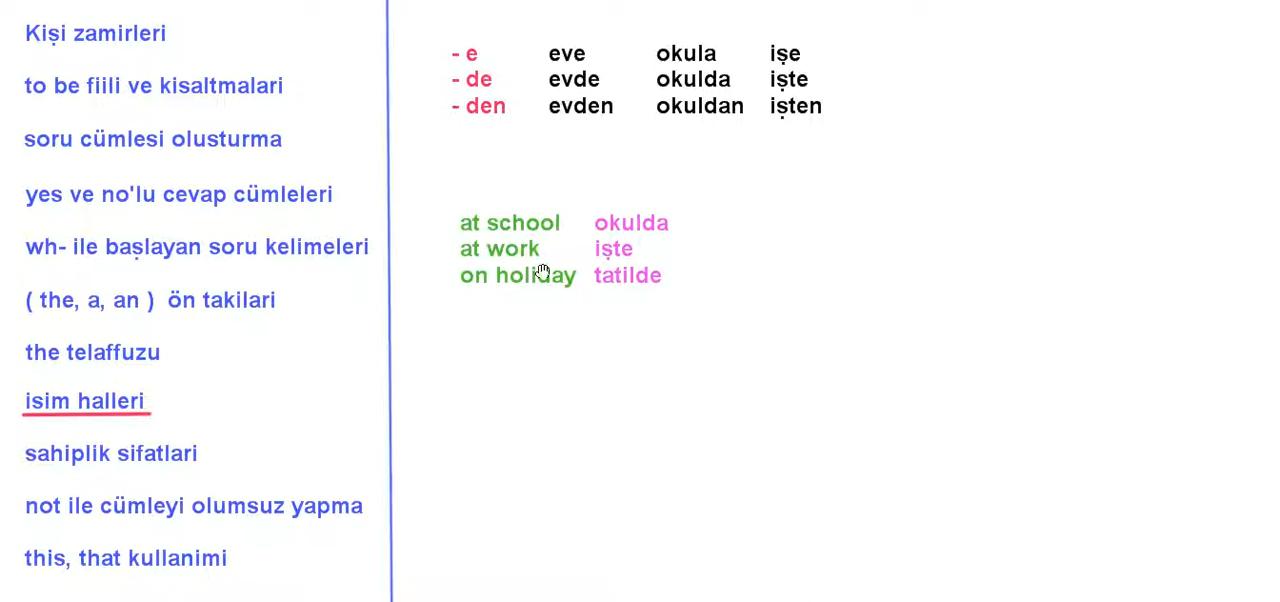 Kişi zamirleri
to be fiili ve kisaltmalari
soru cümlesi olusturma
yes ve no'lu cevap cümleleri
wh- ile başlayan soru kelimeleri
( the, a, an ) ön takilari
the telaffuzu
isim halleri
sahiplik sifatlari
not ile cümleyi olumsuz yapma
this, that kullanimi
- e eve okula işe
- de evde okulda işte
- den evden okuldan işten
at school okulda
at work işte
on holiday tatilde